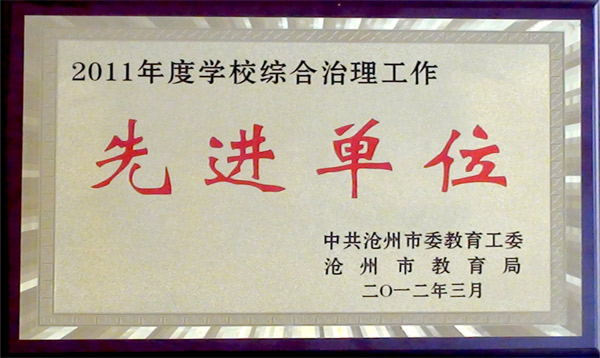 2011年度学校综合治理工作
先进单位
中共沧州市委教育工委
沧州市教育局
二〇一二年三月